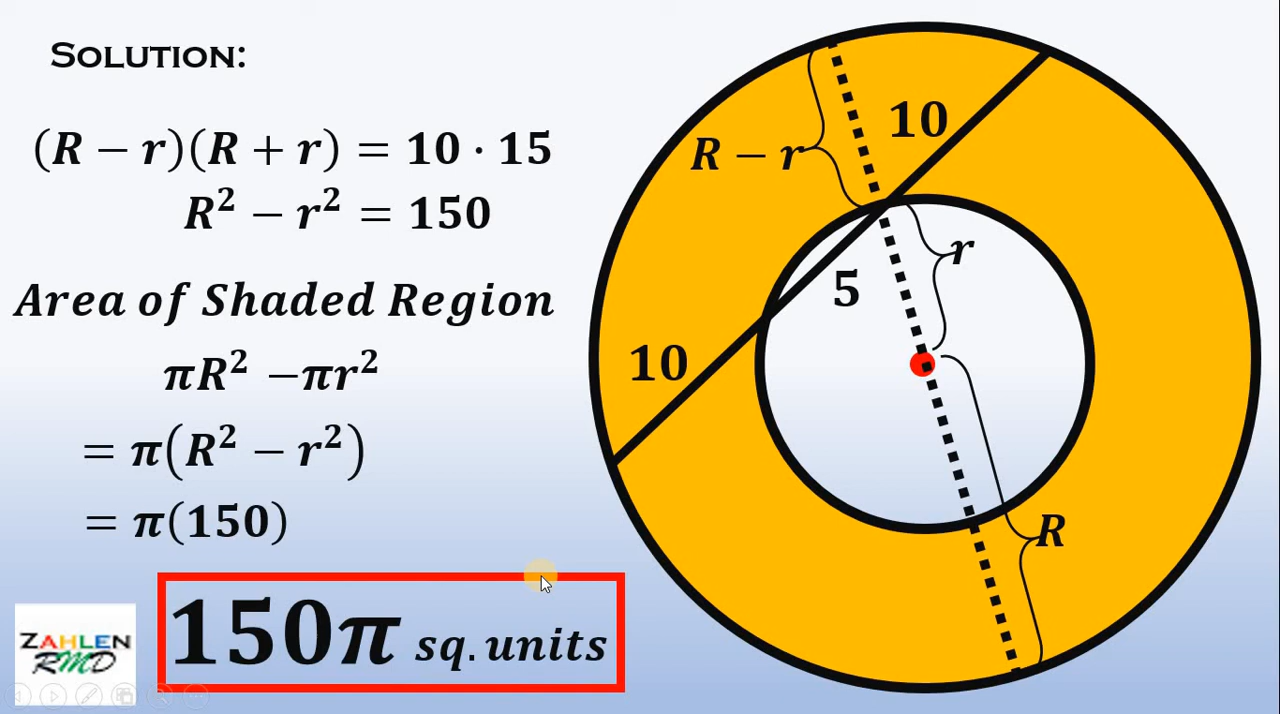 SOLUTION:
(R − r)(R + r) = 10 · 15
R² − r² = 150
Area of Shaded Region
πR² −πr²
= π(R² − r²)
= π(150)
150π sq. units
ZAHLEN
RMD
10
R − r
r
5
10
R